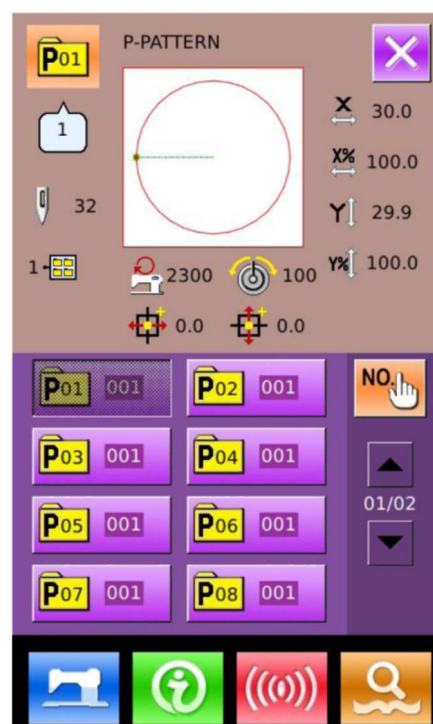 P01 P-PATTERN
1
X 30.0
X% 100.0
32
Y 29.9
1-
2300 100 Y% 100.0
0.0 0.0
P01 001 P02 001 NO.
P03 001 P04 001
01/02
P05 001 P06 001
P07 001 P08 001